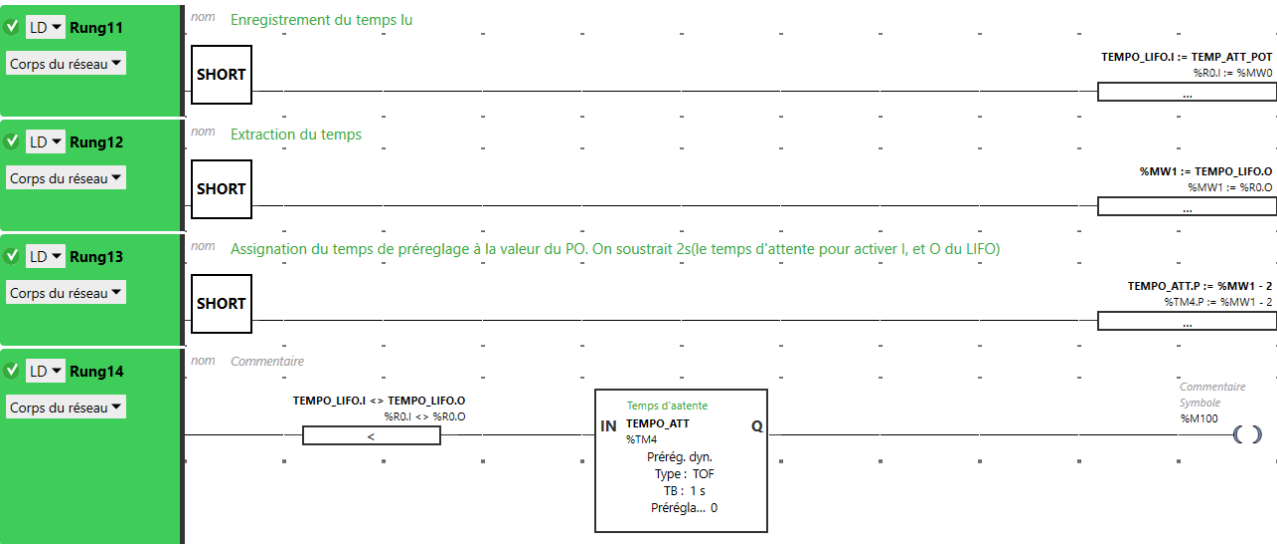 LD Rung11
Corps du réseau
nom Enregistrement du temps lu
SHORT
TEMPO_LIFO.I := TEMP_ATT_POT
%R0.I := %MW0
...
LD Rung12
Corps du réseau
nom Extraction du temps
SHORT
%MW1 := TEMPO_LIFO.O
%MW1 := %R0.O
...
LD Rung13
Corps du réseau
nom Assignation du temps de préreglage à la valeur du PO. On soustrait 2s(le temps d'attente pour activer I, et O du LIFO)
SHORT
TEMPO_ATT.P := %MW1 - 2
%TM4.P := %MW1 - 2
...
LD Rung14
Corps du réseau
nom Commentaire
TEMPO_LIFO.I <> TEMPO_LIFO.O
%R0.I <> %R0.O
<
Temps d'aatente
IN TEMPO_ATT Q
%TM4
Prérég. dyn.
Type : TOF
TB : 1 s
Prérégla... 0
Commentaire
Symbole
%M100
( )